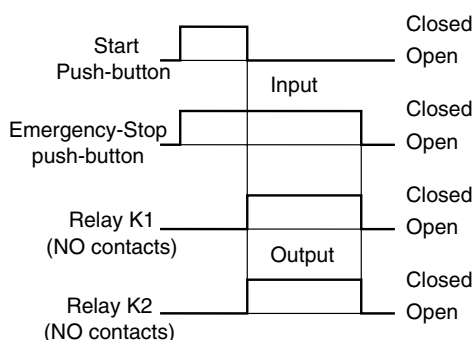 Start
Push-button
Closed
Open
Input
Emergency-Stop
push-button
Closed
Open
Relay K1
(NO contacts)
Closed
Open
Output
Relay K2
(NO contacts)
Closed
Open